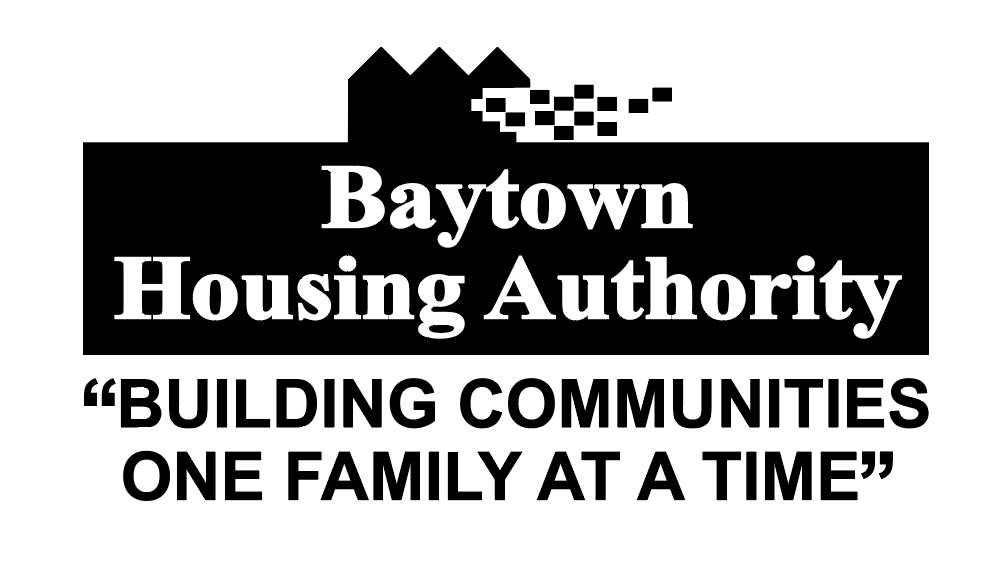 Baytown
Housing Authority
“BUILDING COMMUNITIES
ONE FAMILY AT A TIME”